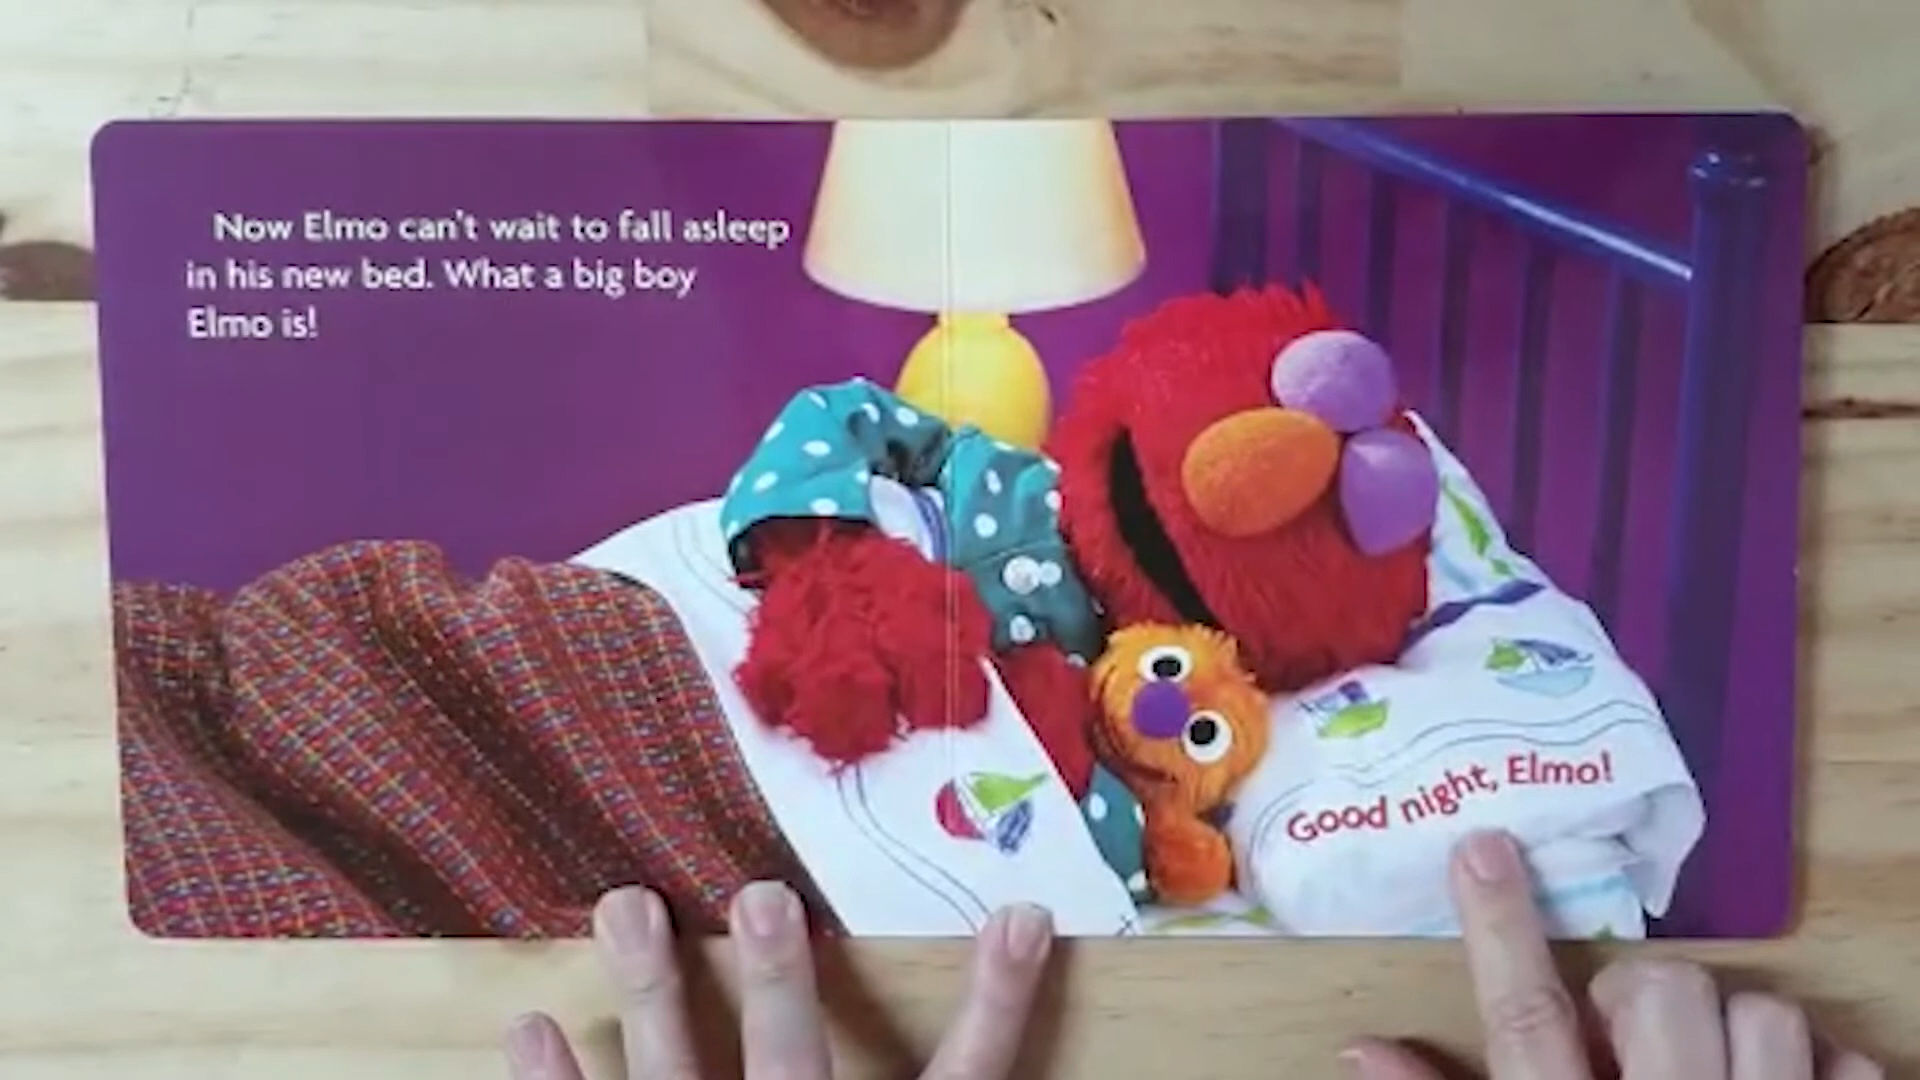 Now Elmo can't wait to fall asleep
in his new bed. What a big boy
Elmo is!
Good night, Elmo!